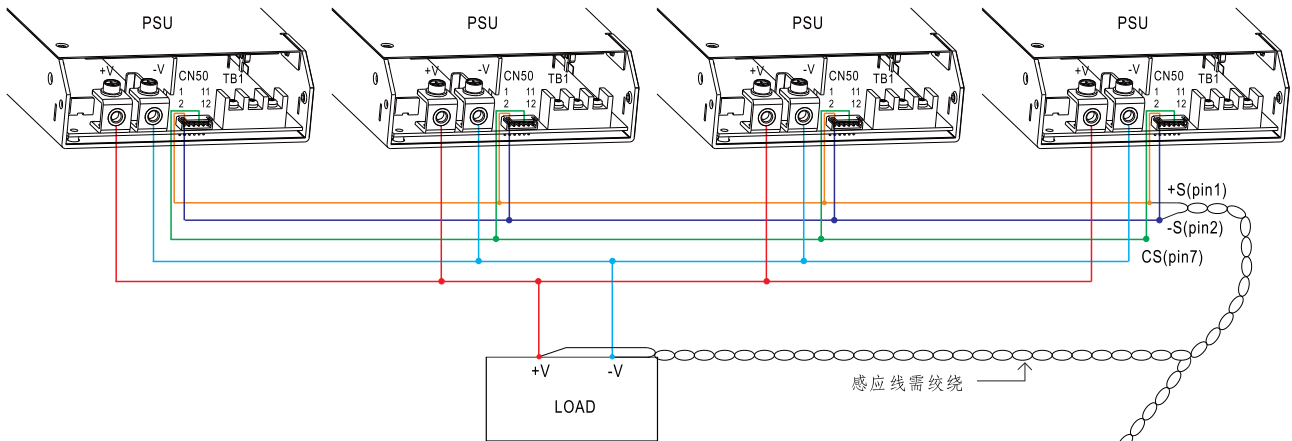 PSU PSU PSU PSU
+V -V CN50 TB1 +V -V CN50 TB1 +V -V CN50 TB1 +V -V CN50 TB1
1 11 1 11 1 11 1 11
2 12 2 12 2 12 2 12
+S(pin1)
-S(pin2)
CS(pin7)
+V -V
感应线需绞绕
LOAD